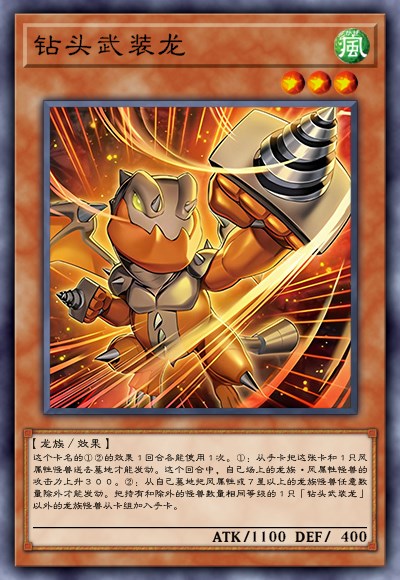 钻头武装龙
風
【龙族／效果】
这个卡名的①②的效果1回合各能使用1次。①：从手卡把这张卡和1只风
属性怪兽送去墓地才能发动。这个回合中，自己场上的龙族·风属性怪兽的
攻击力上升３００。②：从自己墓地把风属性或7星以上的龙族怪兽任意数
量除外才能发动。把持有和除外的怪兽数量相同等级的1只「钻头武装龙」
以外的龙族怪兽从卡组加入手卡。
ATK/1100 DEF/ 400